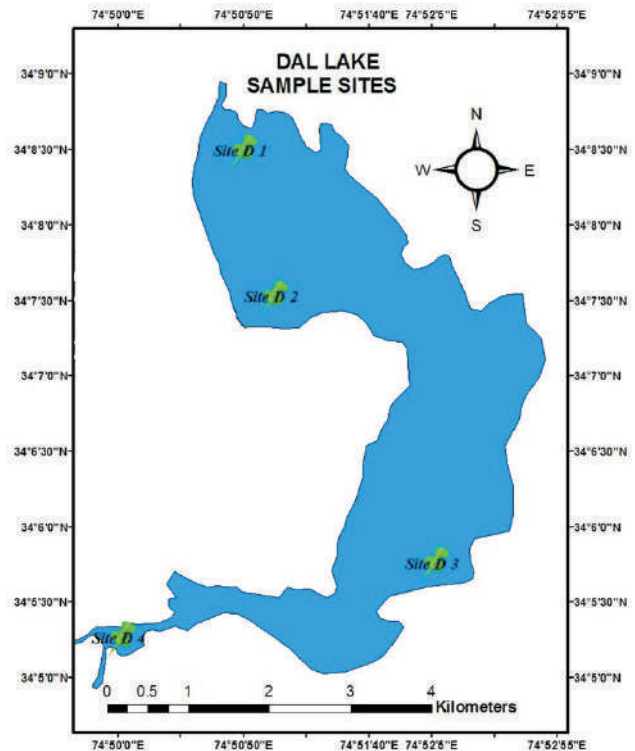 74°50'0"E 74°50'50"E 74°51'40"E 74°52'5"E 74°52'55"E
DAL LAKE
SAMPLE SITES
34°9'0"N 34°9'0"N
N
34°8'30"N Site D 1 34°8'30"N
W E
S
34°8'0"N 34°8'0"N
34°7'30"N Site D 2 34°7'30"N
34°7'0"N 34°7'0"N
34°6'30"N 34°6'30"N
34°6'0"N 34°6'0"N
Site D 3
34°5'30"N 34°5'30"N
Site D 4
34°5'0"N 34°5'0"N
0 0.5 1 2 3 4
Kilometers
74°50'0"E 74°50'50"E 74°51'40"E 74°52'5"E 74°52'55"E